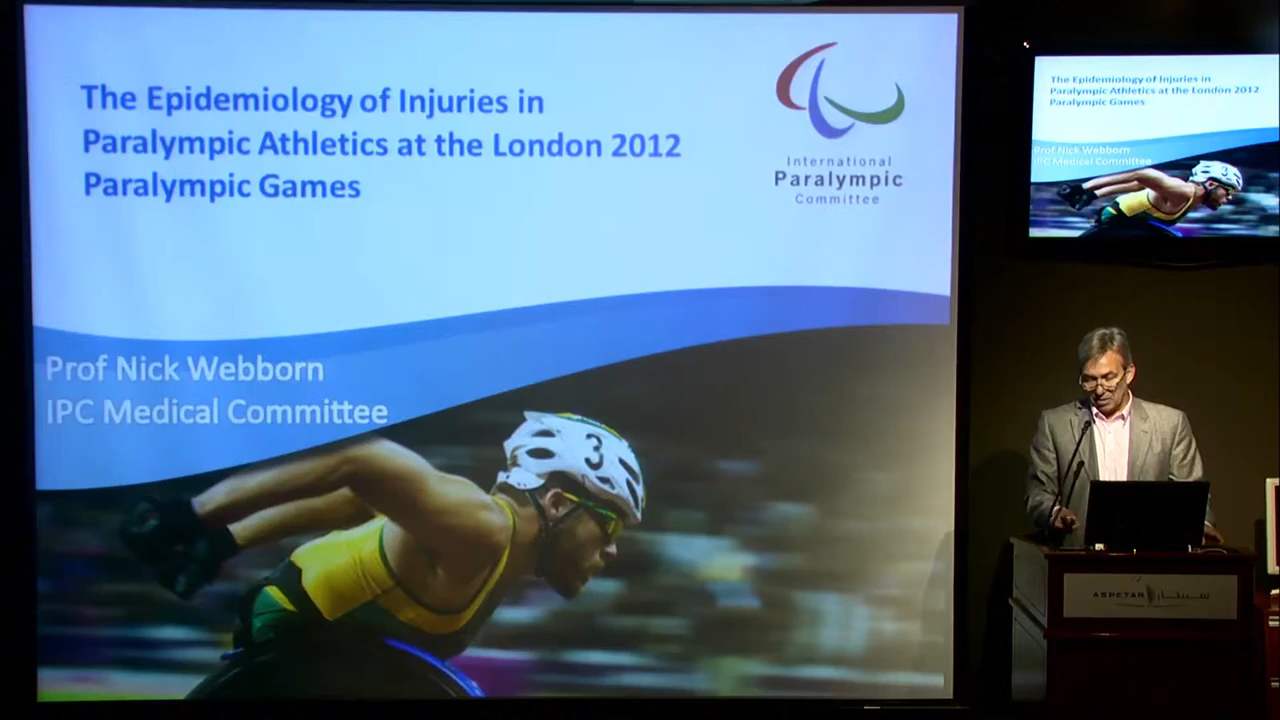 The Epidemiology of Injuries in
Paralympic Athletics at the London 2012
Paralympic Games
International
Paralympic
Committee
Prof Nick Webborn
IPC Medical Committee
3
The Epidemiology of Injuries in
Paralympic Athletics at the London 2012
Paralympic Games
Prof Nick Webborn
IPC Medical Committee
3
ASPETAR سبيتار